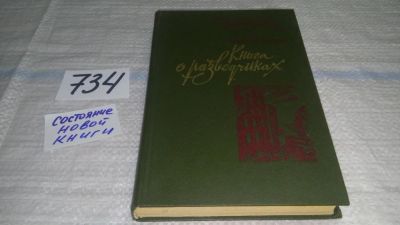 734
СОСТОЯНИЕ
НОВОЙ
КНИГИ
Книга
о разведчиках